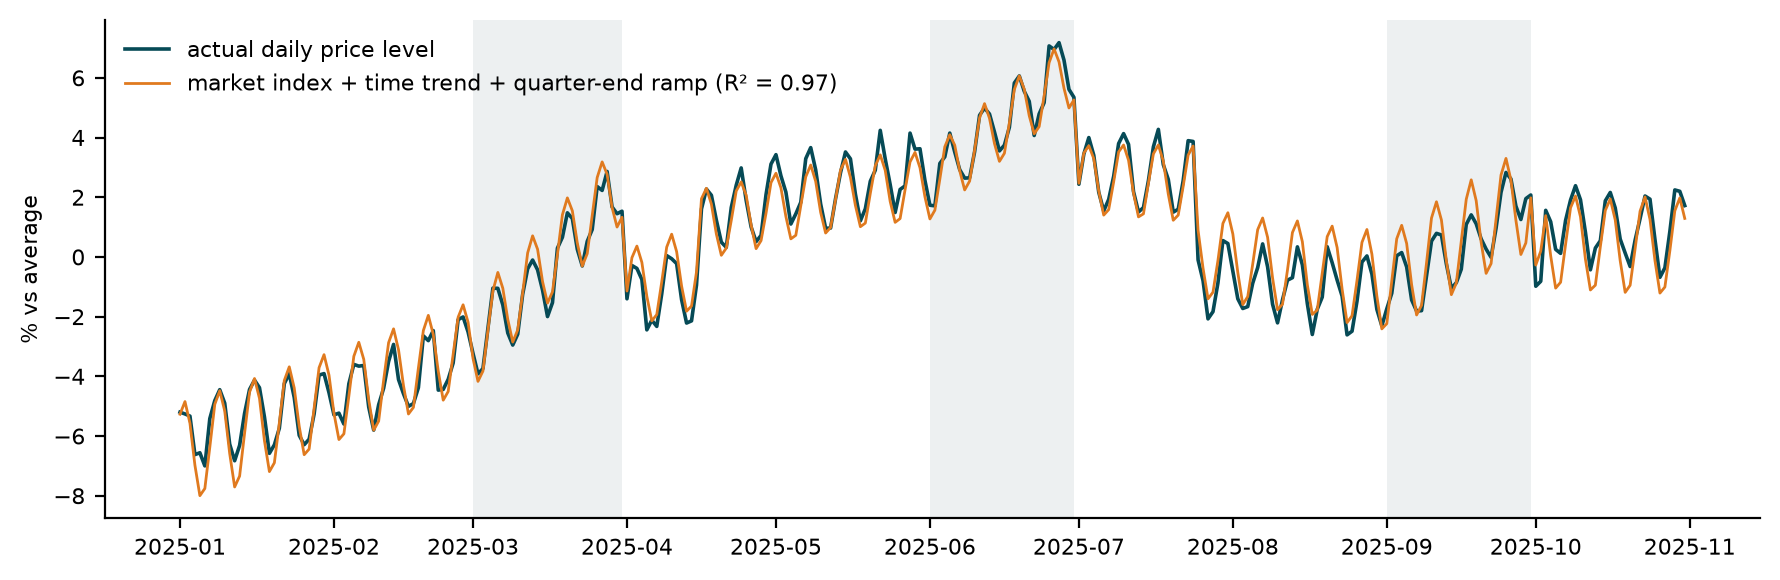 actual daily price level
market index + time trend + quarter-end ramp (R² = 0.97)
% vs average
6
4
2
0
−2
−4
−6
−8
2025-01 2025-02 2025-03 2025-04 2025-05 2025-06 2025-07 2025-08 2025-09 2025-10 2025-11